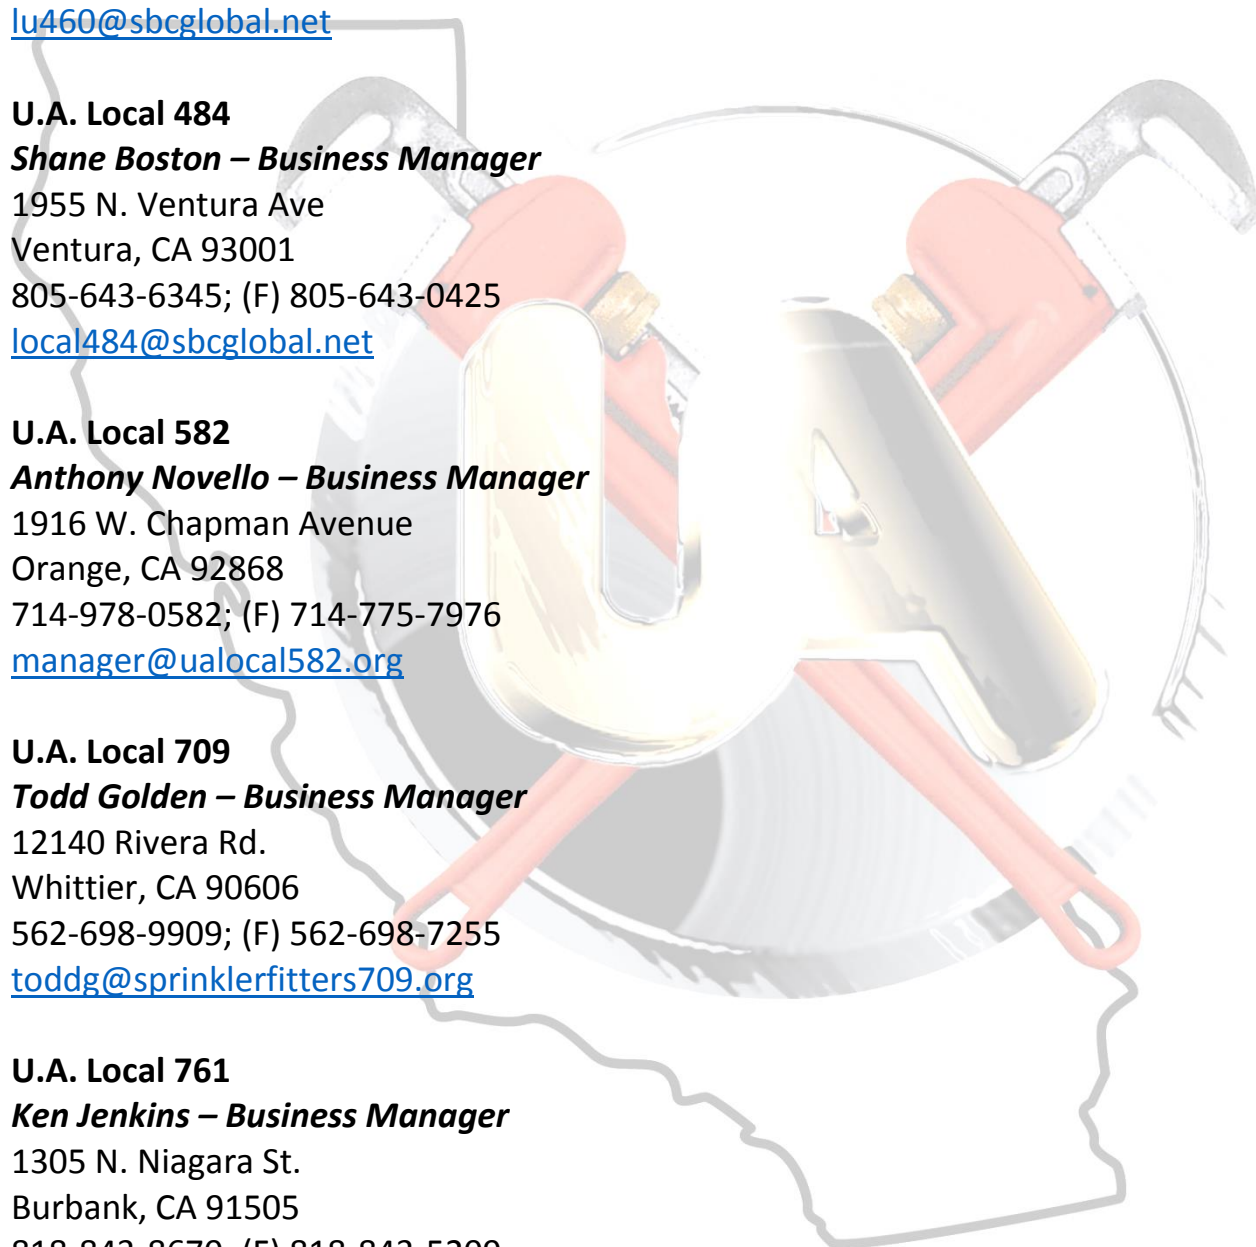 lu460@sbcglobal.net
U.A. Local 484
Shane Boston – Business Manager
1955 N. Ventura Ave
Ventura, CA 93001
805-643-6345; (F) 805-643-0425
local484@sbcglobal.net
U.A. Local 582
Anthony Novello – Business Manager
1916 W. Chapman Avenue
Orange, CA 92868
714-978-0582; (F) 714-775-7976
manager@ualocal582.org
U.A. Local 709
Todd Golden – Business Manager
12140 Rivera Rd.
Whittier, CA 90606
562-698-9909; (F) 562-698-7255
toddg@sprinklerfitters709.org
U.A. Local 761
Ken Jenkins – Business Manager
1305 N. Niagara St.
Burbank, CA 91505
UA